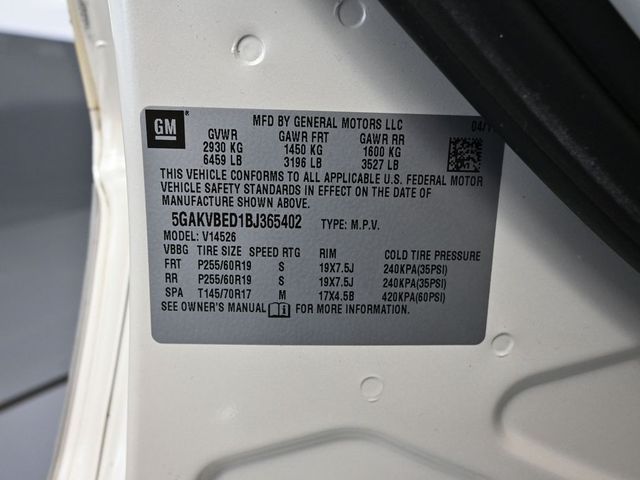 GM
MFD BY GENERAL MOTORS LLC
GVWR GAWR FRT GAWR RR
2930 KG 1450 KG 1600 KG
6459 LB 3196 LB 3527 LB
THIS VEHICLE CONFORMS TO ALL APPLICABLE U.S. FEDERAL MOTOR
VEHICLE SAFETY STANDARDS IN EFFECT ON THE DATE OF
MANUFACTURE SHOWN ABOVE.
5GAKVBED1BJ365402 TYPE: M.P.V.
MODEL: V14526
VBBG TIRE SIZE SPEED RTG RIM COLD TIRE PRESSURE
FRT P255/60R19 S 19X7.5J 240KPA(35PSI)
RR P255/60R19 S 19X7.5J 240KPA(35PSI)
SPA T145/70R17 M 17X4.5B 420KPA(60PSI)
SEE OWNER'S MANUAL FOR MORE INFORMATION.